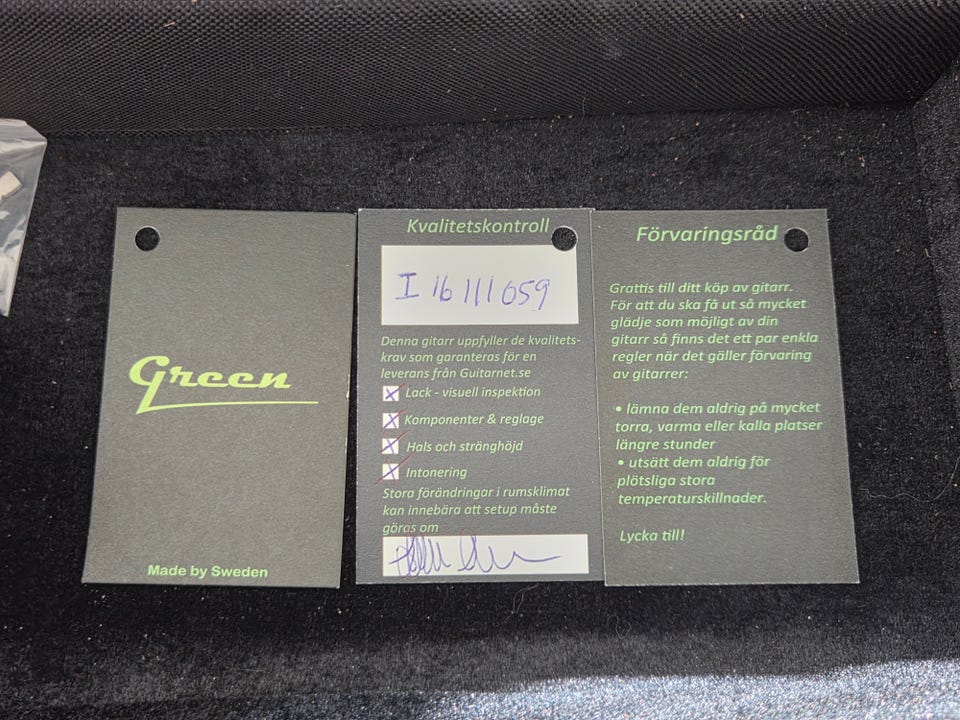 Green
Made by Sweden
Kvalitetskontroll
I 16111059
Denna gitarr uppfyller de kvalitets-
krav som garanteras för en
leverans från Guitarnet.se
Lack - visuell inspektion
Komponenter & reglage
Hals och stränghöjd
Intonering
Stora förändringar i rumsklimat
kan innebära att setup måste
göras om
Förvaringsråd
Grattis till ditt köp av gitarr.
För att du ska få ut så mycket
glädje som möjligt av din
gitarr så finns det ett par enkla
regler när det gäller förvaring
av gitarrer:
• lämna dem aldrig på mycket
torra, varma eller kalla platser
längre stunder
• utsätt dem aldrig för
plötsliga stora
temperaturskillnader.
Lycka till!